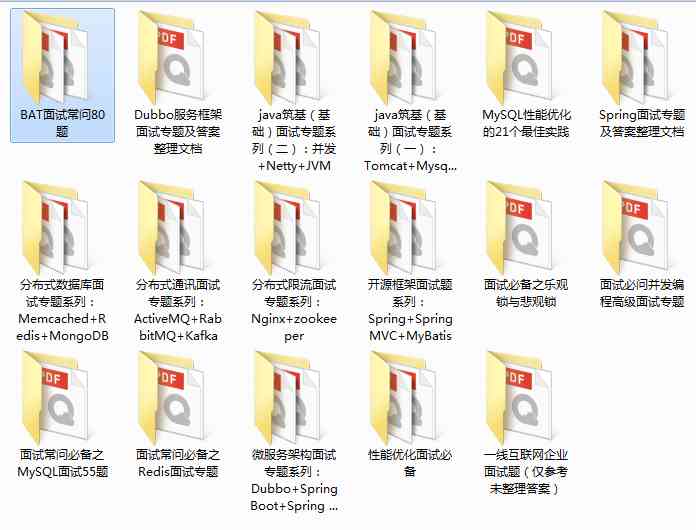 BAT面试常问80
题
Dubbo服务框架
面试专题及答案
整理文档
java筑基（基
础）面试专题系
列（二）：并发
+Netty+JVM
java筑基（基
础）面试专题系
列（一）：
Tomcat+Mysq...
MySQL性能优化
的21个最佳实践
Spring面试专题
及答案整理文档
分布式数据库面
试专题系列：
Memcached+R
edis+MongoDB
分布式通讯面试
专题系列：
ActiveMQ+Rab
bitMQ+Kafka
分布式限流面试
专题系列：
Nginx+zookee
per
开源框架面试题
系列：
Spring+Spring
MVC+MyBatis
面试必备之乐观
锁与悲观锁
面试必问并发编
程高级面试专题
面试常问必备之
MySQL面试55题
面试常问必备之
Redis面试专题
微服务架构面试
专题系列：
Dubbo+Spring
Boot+Spring ...
性能优化面试必
备
一线互联网企业
面试题（仅参考
未整理答案）